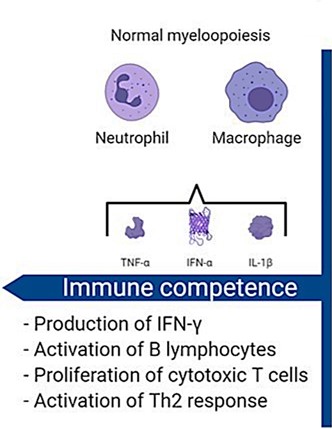 Normal myeloopoiesis
Neutrophil Macrophage
TNF-α IFN-α IL-1β
Immune competence
- Production of IFN-γ
- Activation of B lymphocytes
- Proliferation of cytotoxic T cells
- Activation of Th2 response